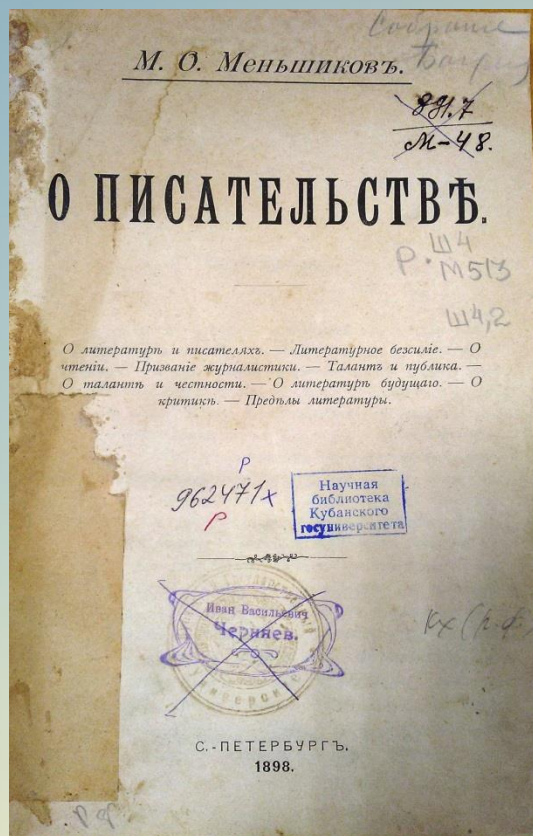 Собрание
М. О. Меньшиковъ.
891.7
М-48.
О ПИСАТЕЛЬСТВѢ.
Ш4
Р. М513
Ш4,2
О литературѣ и писателяхъ. — Литературное безсиліе. — О
чтеніи. — Призваніе журналистики. — Талантъ и публика. —
О талантѣ и честности. — О литературѣ будущаго. — О
критикѣ. — Предѣлы литературы.
р
962471х
р
Научная
библиотека
Кубанского
госуниверситета
Иван Васильевич
Черняев.
С.-ПЕТЕРБУРГЪ.
1898.